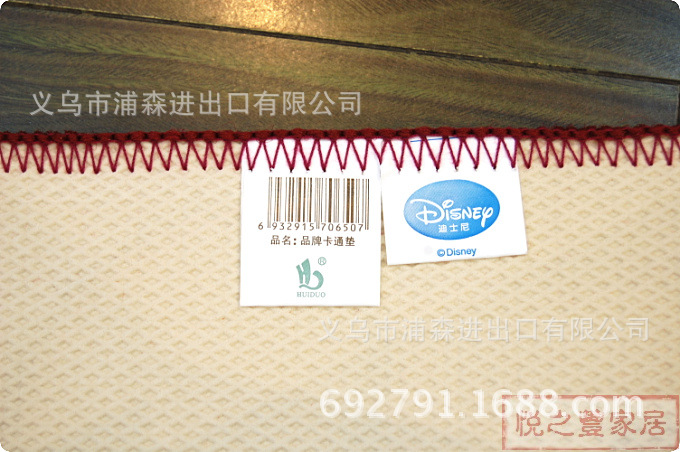 义乌市浦森进出口有限公司
6 932915 706507
品名:品牌卡通垫
®
HUIDUO
Disney
迪士尼
©Disney
义乌市浦森进出口有限公司
692791.1688.com
悦之荟家居